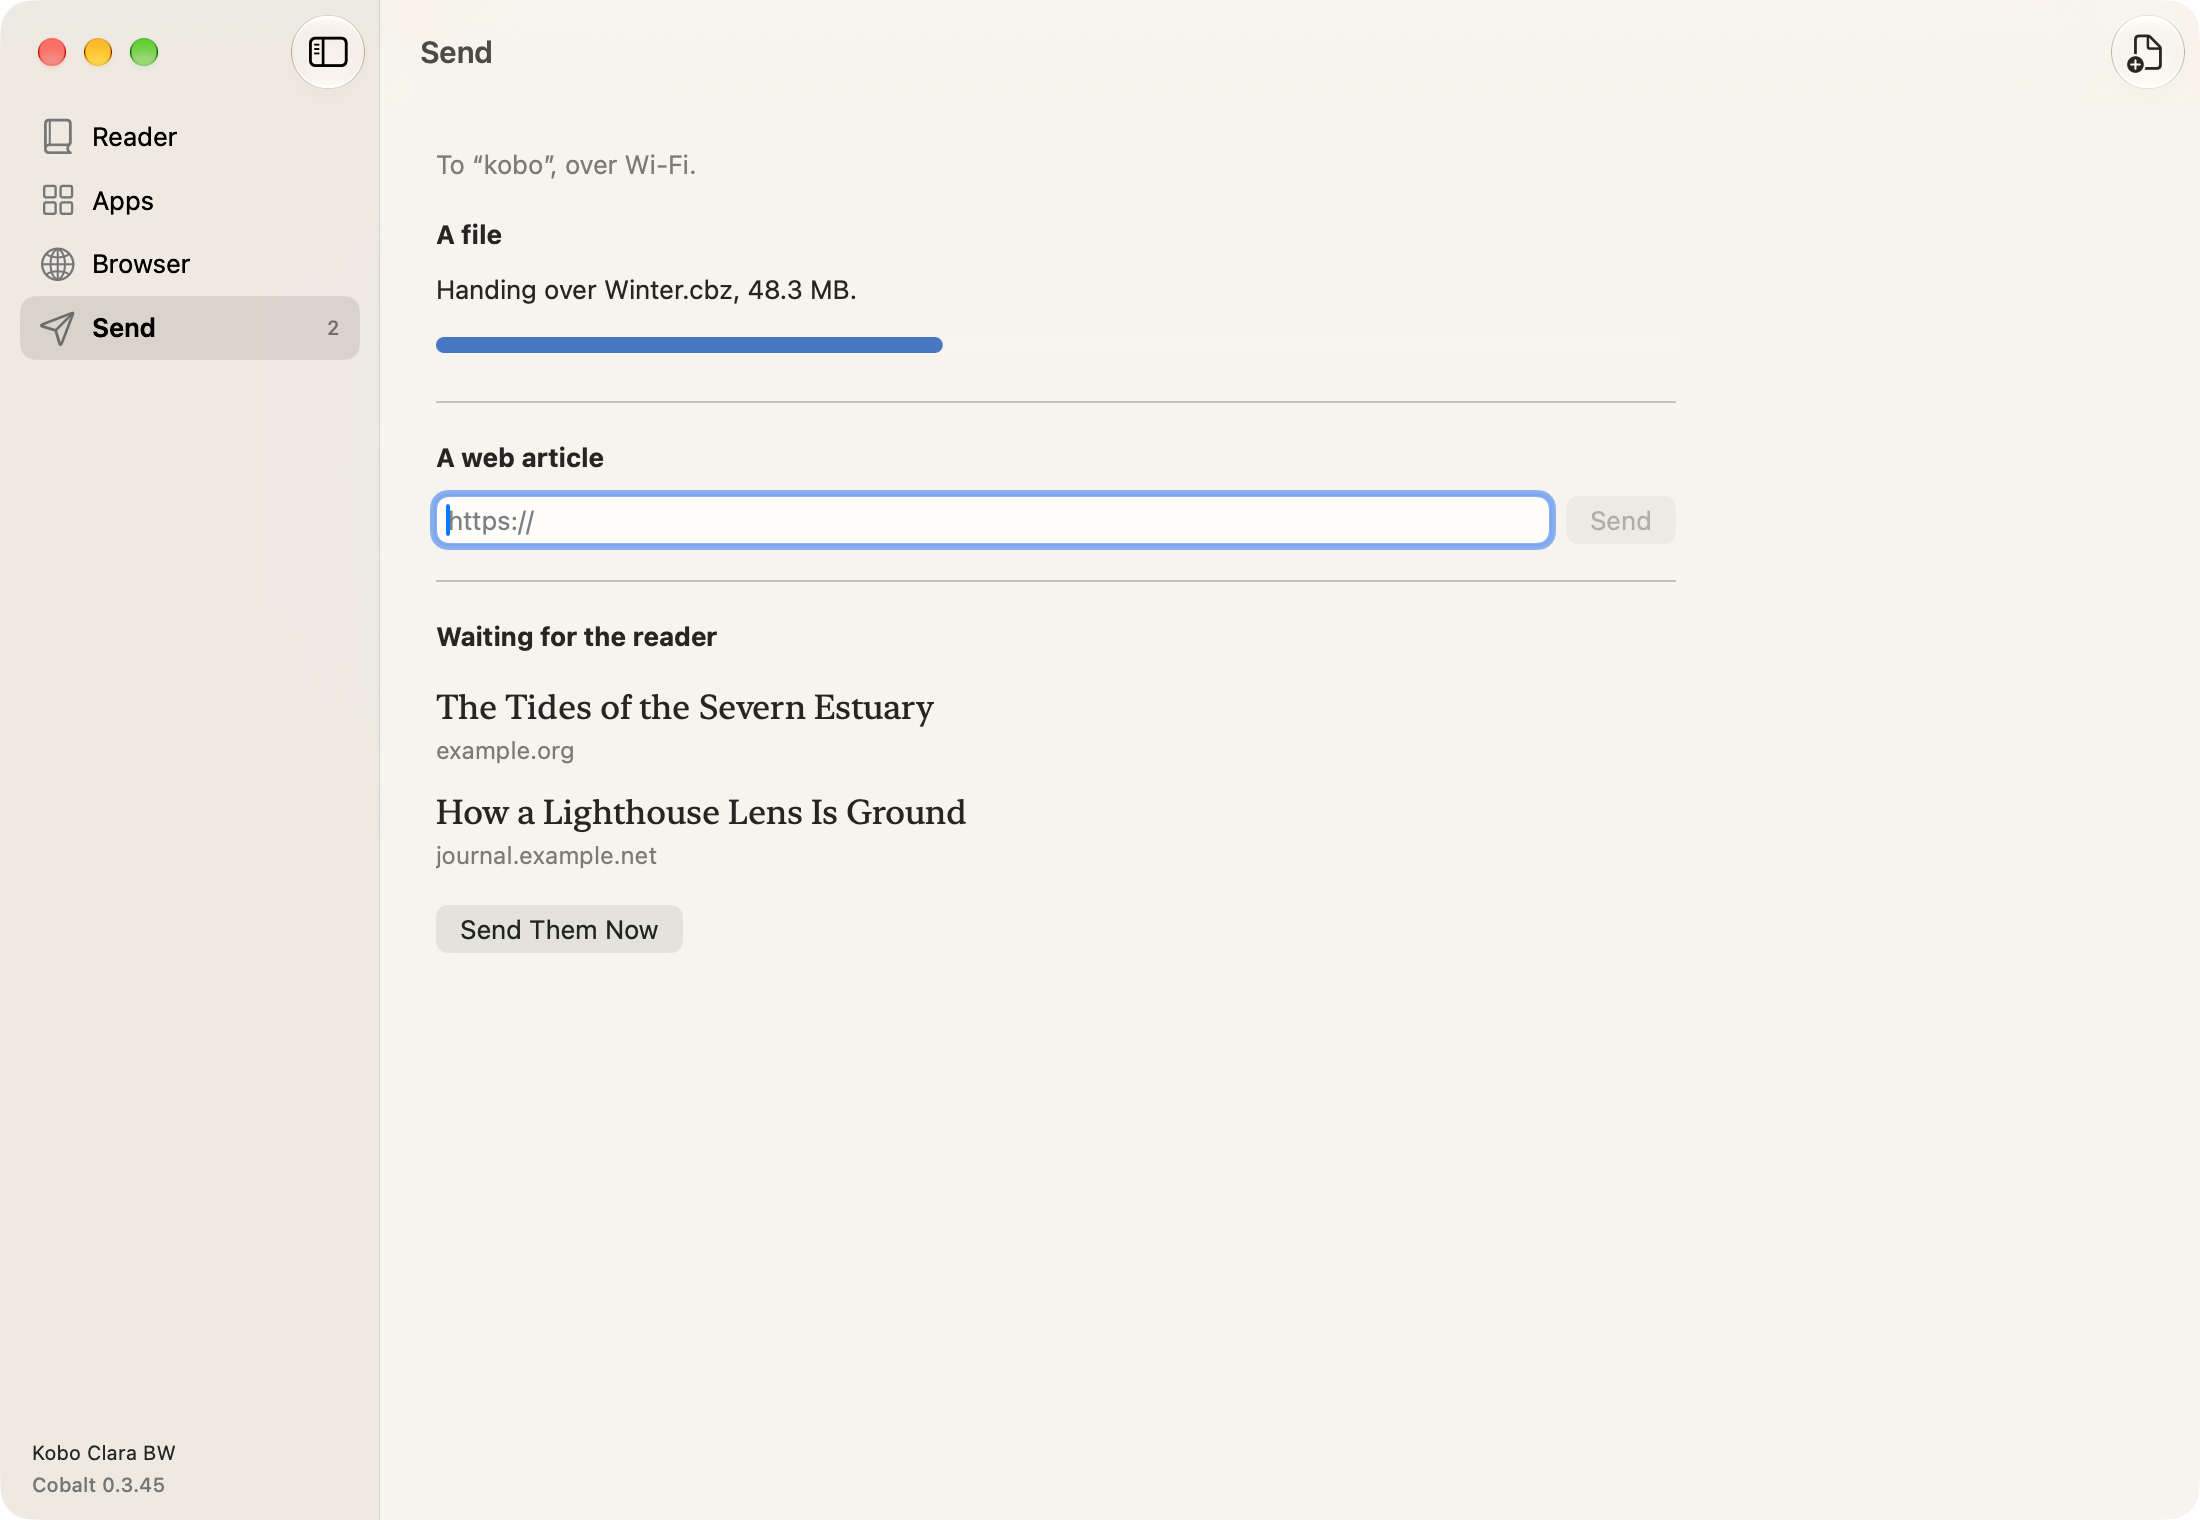 Send
Reader
Apps
Browser
Send 2
To “kobo”, over Wi-Fi.
A file
Handing over Winter.cbz, 48.3 MB.
A web article
https://
Send
Waiting for the reader
The Tides of the Severn Estuary
example.org
How a Lighthouse Lens Is Ground
journal.example.net
Send Them Now
Kobo Clara BW
Cobalt 0.3.45